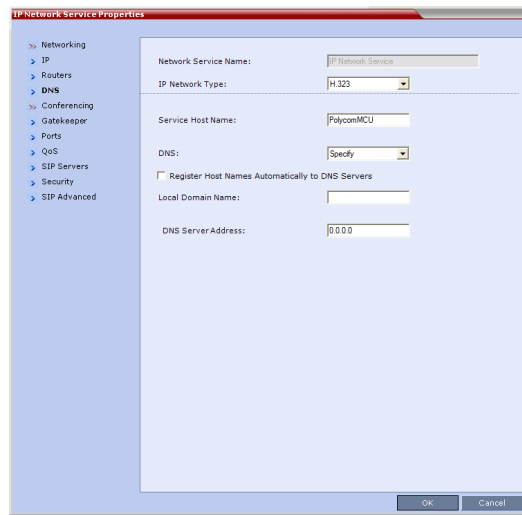 IP Network Service Properties
Networking
IP
Routers
DNS
Conferencing
Gatekeeper
Ports
QoS
SIP Servers
Security
SIP Advanced
Network Service Name: IP Network Service
IP Network Type: H.323
Service Host Name: PolycomMCU
DNS: Specify
Register Host Names Automatically to DNS Servers
Local Domain Name:
DNS Server Address: 0.0.0.0
OK Cancel